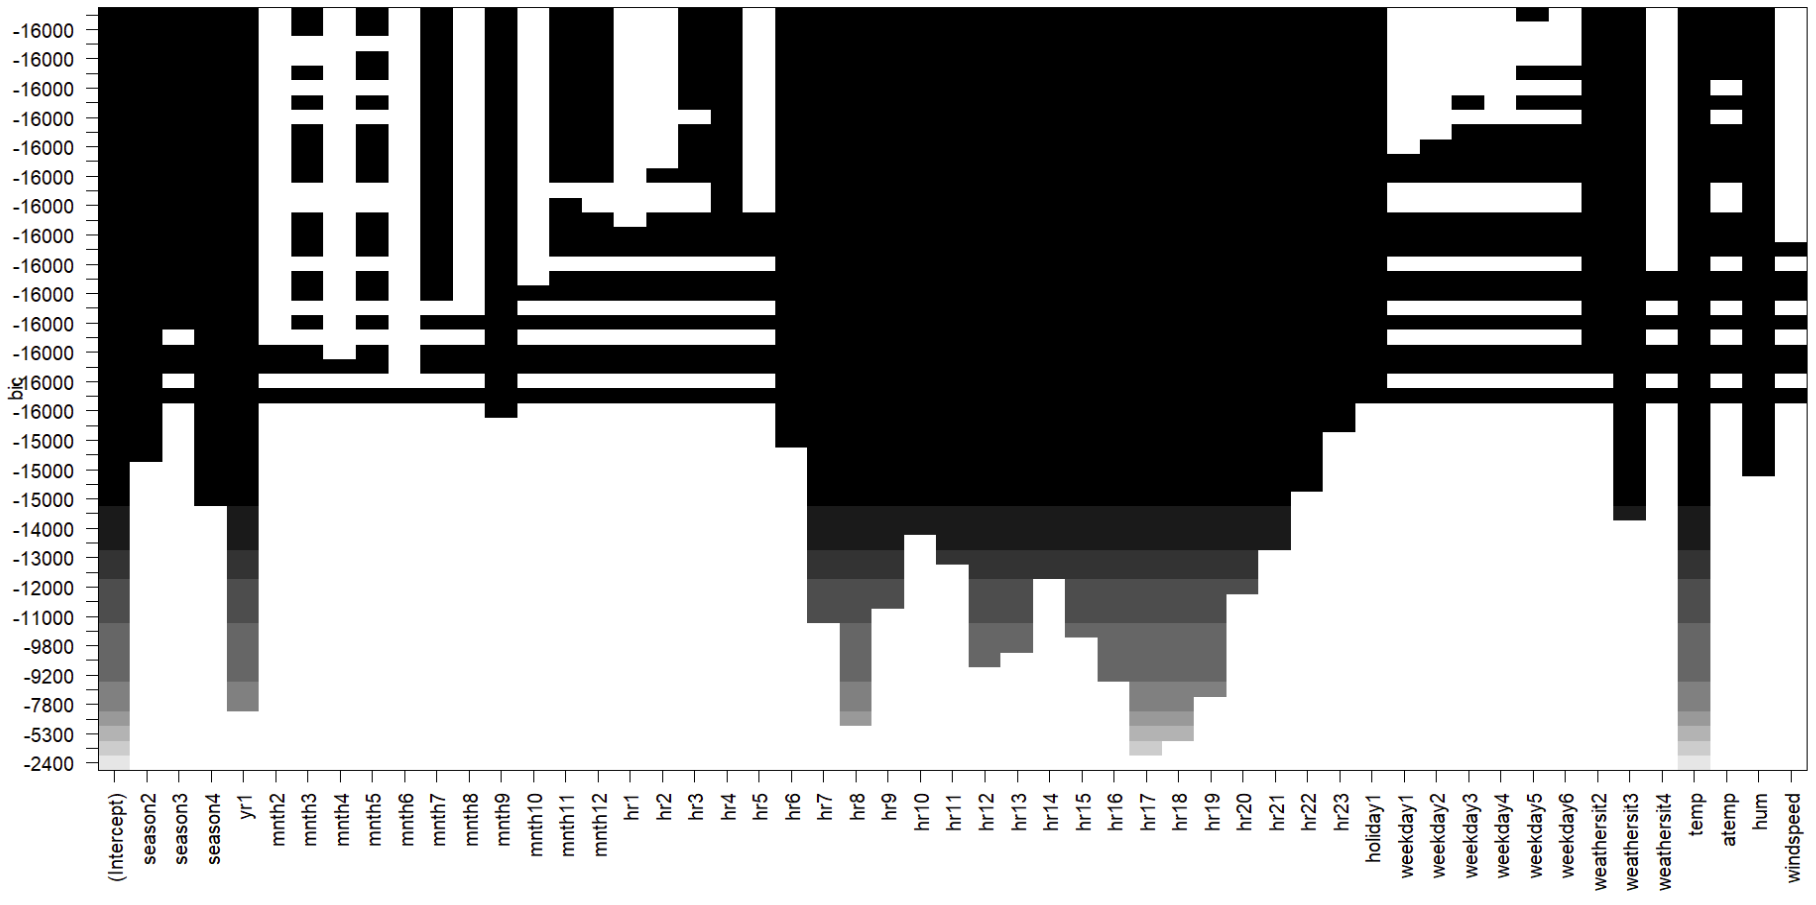 -16000
-16000
-16000
-16000
-16000
-16000
-16000
-16000
-16000
-16000
-16000
-16000
bic
-16000
-15000
-15000
-15000
-14000
-13000
-12000
-11000
-9800
-9200
-7800
-5300
-2400
(Intercept)
season2
season3
season4
yr1
mnth2
mnth3
mnth4
mnth5
mnth6
mnth7
mnth8
mnth9
mnth10
mnth11
mnth12
hr1
hr2
hr3
hr4
hr5
hr6
hr7
hr8
hr9
hr10
hr11
hr12
hr13
hr14
hr15
hr16
hr17
hr18
hr19
hr20
hr21
hr22
hr23
holiday1
weekday1
weekday2
weekday3
weekday4
weekday5
weekday6
weathersit2
weathersit3
weathersit4
temp
atemp
hum
windspeed